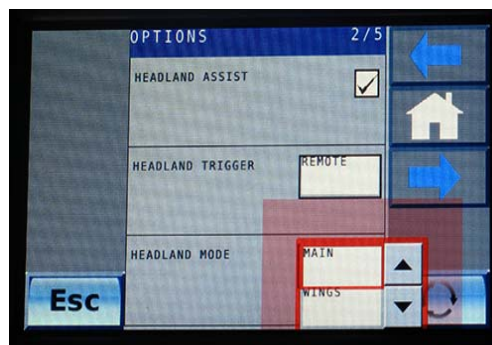 OPTIONS 2/5
HEADLAND ASSIST
HEADLAND TRIGGER REMOTE
HEADLAND MODE MAIN
WINGS
Esc